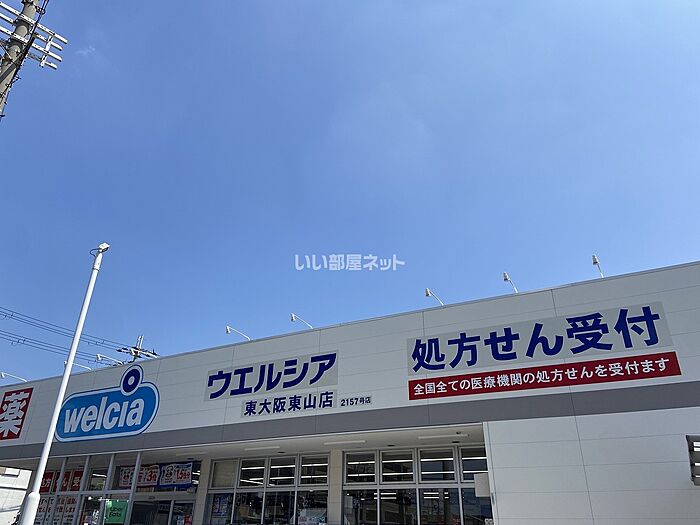 いい部屋ネット
薬
welcia
ウエルシア
東大阪東山店 2157号店
処方せん受付
全国全ての医療機関の処方せんを受付ます
Uber
Eats